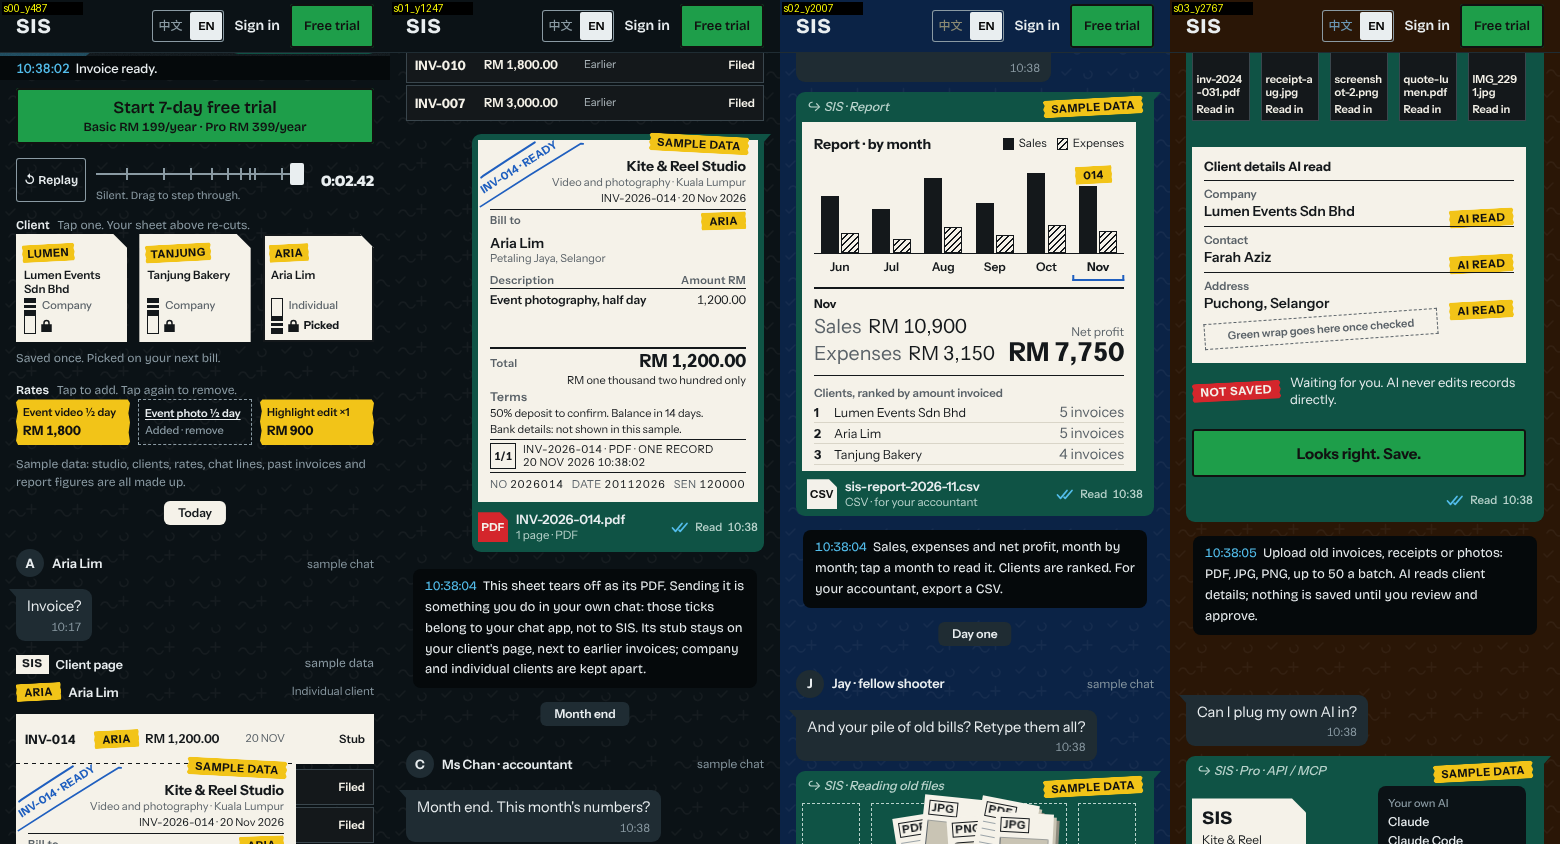 s00_y487
SIS
中文 EN
Sign in
Free trial
10:38:02 Invoice ready.
Start 7-day free trial
Basic RM 199/year · Pro RM 399/year
Replay
Silent. Drag to step through.
0:02.42
Client Tap one. Your sheet above re-cuts.
LUMEN
Lumen Events
Sdn Bhd
Company
TANJUNG
Tanjung Bakery
Company
ARIA
Aria Lim
Individual
Picked
Saved once. Picked on your next bill.
Rates Tap to add. Tap again to remove.
Event video ½ day
RM 1,800
Event photo ½ day
Added · remove
Highlight edit ×1
RM 900
Sample data: studio, clients, rates, chat lines, past invoices and
report figures are all made up.
Today
A Aria Lim sample chat
Invoice?
10:17
SIS Client page sample data
ARIA Aria Lim Individual client
INV-014 ARIA RM 1,200.00 20 NOV Stub
SAMPLE DATA
INV-014 · READY
Kite & Reel Studio
Video and photography · Kuala Lumpur
INV-2026-014 · 20 Nov 2026
Bill to ARIA
Filed
Filed
s01_y1247
SIS
中文 EN
Sign in
Free trial
INV-010 RM 1,800.00 Earlier Filed
INV-007 RM 3,000.00 Earlier Filed
SAMPLE DATA
INV-014 · READY
Kite & Reel Studio
Video and photography · Kuala Lumpur
INV-2026-014 · 20 Nov 2026
Bill to ARIA
Aria Lim
Petaling Jaya, Selangor
Description Amount RM
Event photography, half day 1,200.00
Total RM 1,200.00
RM one thousand two hundred only
Terms
50% deposit to confirm. Balance in 14 days.
Bank details: not shown in this sample.
1/1 INV-2026-014 · PDF · ONE RECORD
20 NOV 2026 10:38:02
NO 2026014 DATE 20112026 SEN 120000
PDF INV-2026-014.pdf
1 page · PDF
Read 10:38
10:38:04 This sheet tears off as its PDF. Sending it is
something you do in your own chat: those ticks
belong to your chat app, not to SIS. Its stub stays on
your client's page, next to earlier invoices; company
and individual clients are kept apart.
Month end
C Ms Chan · accountant sample chat
Month end. This month's numbers?
10:38
s02_y2007
SIS
中文 EN
Sign in
Free trial
10:38
SIS · Report
SAMPLE DATA
Report · by month
Sales Expenses
014
Jun Jul Aug Sep Oct Nov
Nov
Sales RM 10,900
Expenses RM 3,150
Net profit
RM 7,750
Clients, ranked by amount invoiced
1 Lumen Events Sdn Bhd 5 invoices
2 Aria Lim 5 invoices
3 Tanjung Bakery 4 invoices
CSV sis-report-2026-11.csv
CSV · for your accountant
Read 10:38
10:38:04 Sales, expenses and net profit, month by
month; tap a month to read it. Clients are ranked. For
your accountant, export a CSV.
Day one
J Jay · fellow shooter sample chat
And your pile of old bills? Retype them all?
10:38
SIS · Reading old files
SAMPLE DATA
JPG
PNG
JPG
s03_y2767
SIS
中文 EN
Sign in
Free trial
inv-2024
-031.pdf
Read in
receipt-a
ug.jpg
Read in
screensh
ot-2.png
Read in
quote-lu
men.pdf
Read in
IMG_229
1.jpg
Read in
Client details AI read
Company
Lumen Events Sdn Bhd AI READ
Contact
Farah Aziz AI READ
Address
Puchong, Selangor AI READ
Green wrap goes here once checked
NOT SAVED
Waiting for you. AI never edits records
directly.
Looks right. Save.
Read 10:38
10:38:05 Upload old invoices, receipts or photos:
PDF, JPG, PNG, up to 50 a batch. AI reads client
details; nothing is saved until you review and
approve.
Can I plug my own AI in?
10:38
SIS · Pro · API / MCP
SAMPLE DATA
SIS
Kite & Reel
Your own AI
Claude
Claude Code